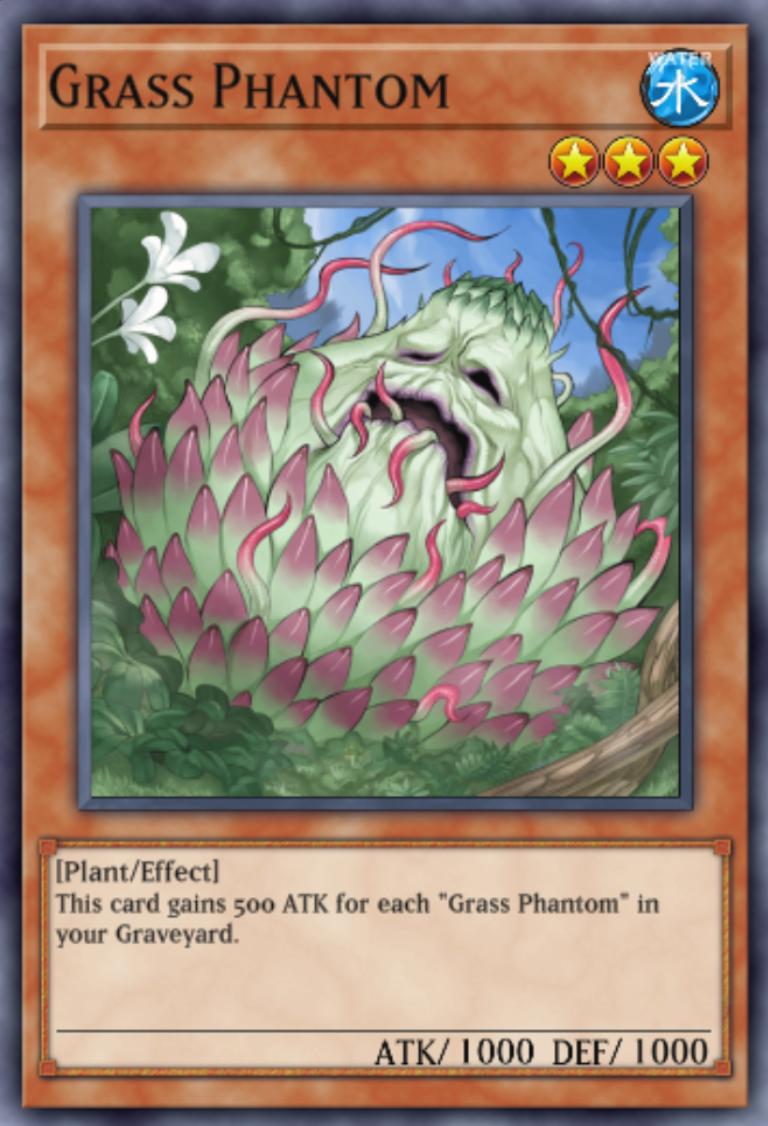 GRASS PHANTOM
WATER
水
[Plant/Effect]
This card gains 500 ATK for each "Grass Phantom" in
your Graveyard.
ATK/ 1000 DEF/ 1000